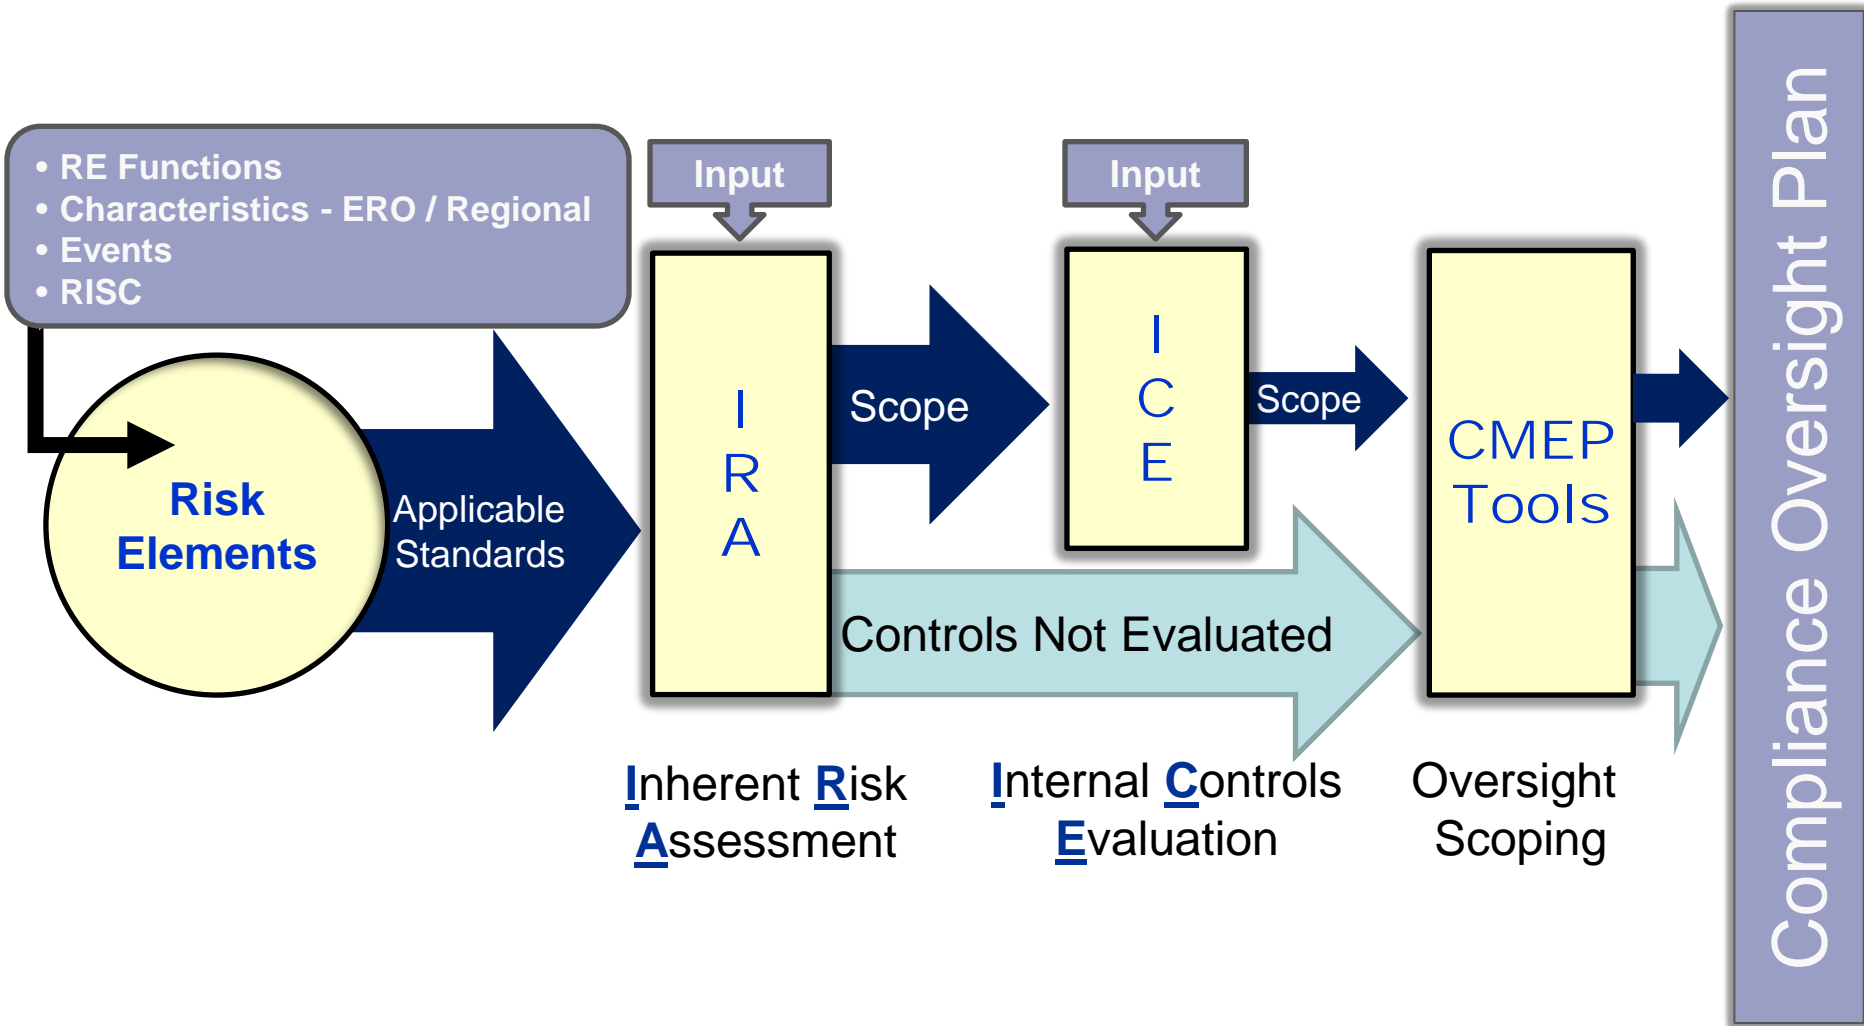 • RE Functions
• Characteristics - ERO / Regional
• Events
• RISC
Risk
Elements
Applicable
Standards
Input
I
R
A
Scope
Input
I
C
E
Scope
Controls Not Evaluated
CMEP
Tools
Inherent Risk
Assessment
Internal Controls
Evaluation
Oversight
Scoping
Compliance Oversight Plan